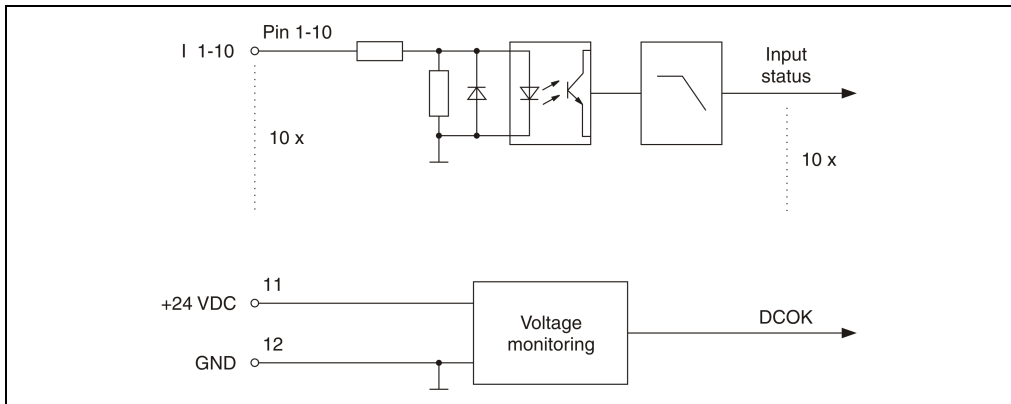 Pin 1-10
I 1-10
Input
status
10 x
10 x
11
+24 VDC
Voltage
monitoring
DCOK
12
GND